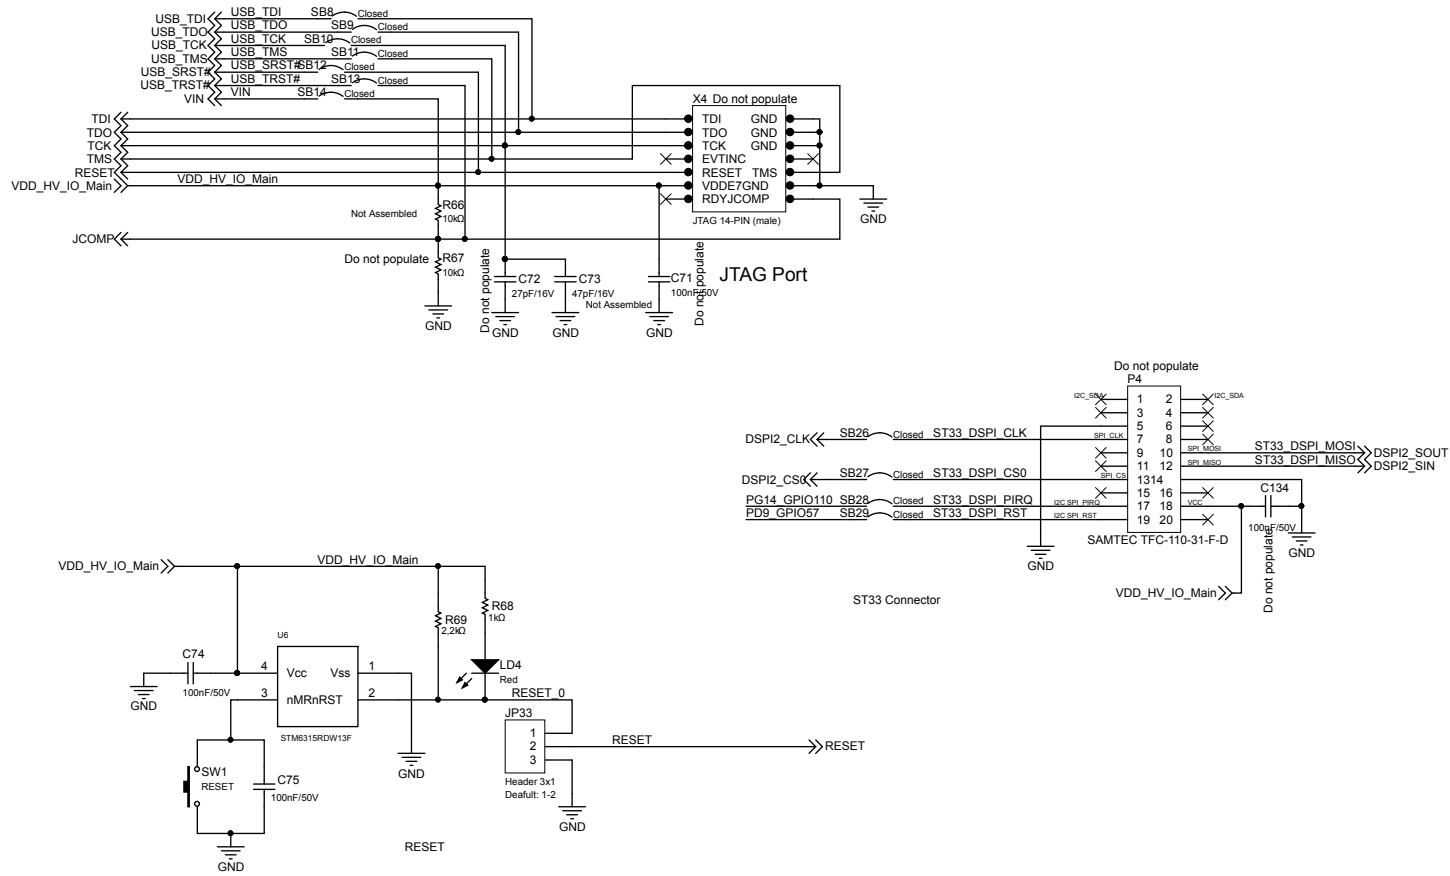 USB_TDI USB_TDI SB8 Closed
USB_TDO USB_TDO SB9 Closed
USB_TCK USB_TCK SB10 Closed
USB_TMS USB_TMS SB11 Closed
USB_SRST# USB_SRST# SB12 Closed
USB_TRST# USB_TRST# SB13 Closed
VIN VIN SB14 Closed
X4 Do not populate
TDI TDI GND
TDO TDO GND
TCK TCK GND
TMS EVTINC
RESET RESET TMS
VDD_HV_IO_Main VDD_HV_IO_Main VDDE7GND
RDYJCOMP
GND
JTAG 14-PIN (male)
Not Assembled
R66
10kΩ
JCOMP
Do not populate
R67
10kΩ
GND
Do not populate
C72
27pF/16V
GND
C73
47pF/16V
Not Assembled
GND
C71
100nF/50V
Do not populate
GND
JTAG Port
Do not populate
P4
I2C_SDA 1 2 I2C_SDA
3 4
5 6
DSPI2_CLK SB26 Closed ST33_DSPI_CLK SPI_CLK 7 8
9 10 SPI_MOSI ST33_DSPI_MOSI DSPI2_SOUT
11 12 SPI_MISO ST33_DSPI_MISO DSPI2_SIN
DSPI2_CS0 SB27 Closed ST33_DSPI_CS0 SPI_CS 1314
15 16
PG14_GPIO110 SB28 Closed ST33_DSPI_PIRQ I2C SPI_PIRQ 17 18 VCC
PD9_GPIO57 SB29 Closed ST33_DSPI_RST I2C SPI_RST 19 20
C134
100nF/50V
Do not populate
GND
SAMTEC TFC-110-31-F-D
GND
VDD_HV_IO_Main
ST33 Connector
VDD_HV_IO_Main VDD_HV_IO_Main
R69
2,2kΩ
R68
1kΩ
U6
C74
100nF/50V
GND
4 Vcc Vss 1
3 nMRnRST 2
STM6315RDW13F
LD4
Red
RESET_0
GND
JP33
1
2 RESET RESET
3
Header 3x1
Deafult: 1-2
GND
SW1
RESET
C75
100nF/50V
GND
RESET